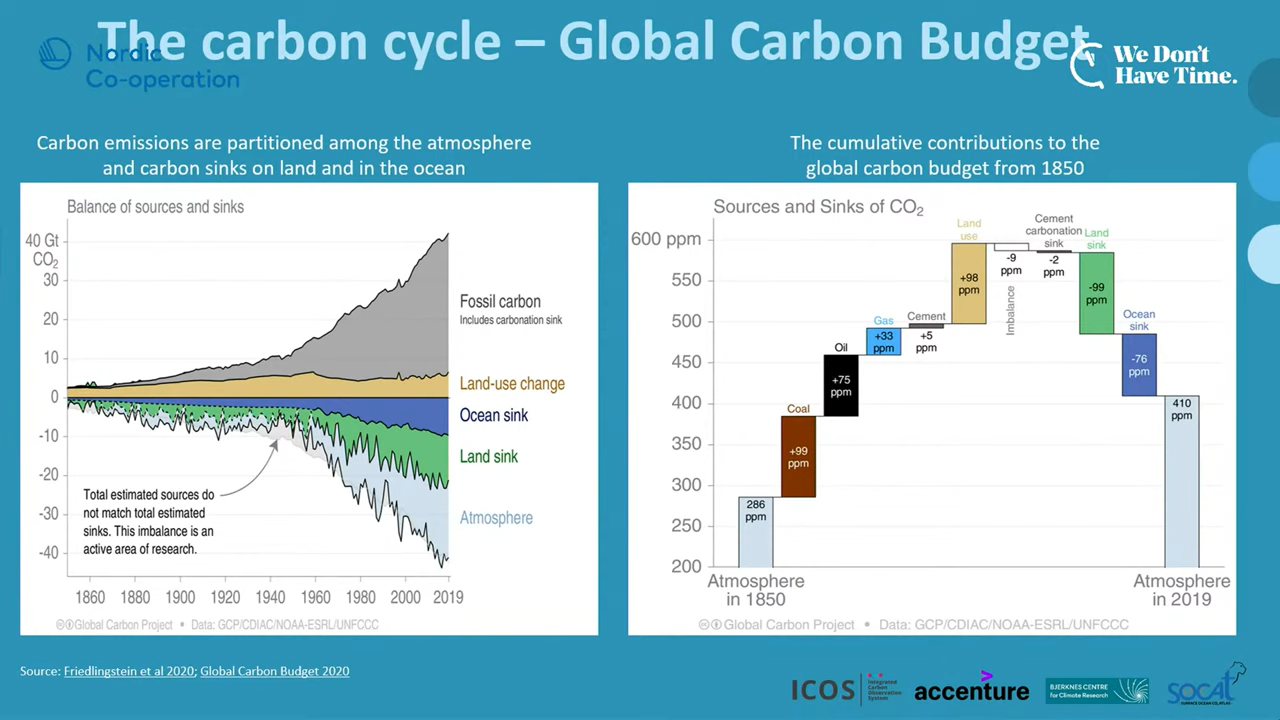 The carbon cycle – Global Carbon Budget
Nordic
Co-operation
We Don't
Have Time.
Carbon emissions are partitioned among the atmosphere
and carbon sinks on land and in the ocean
The cumulative contributions to the
global carbon budget from 1850
Balance of sources and sinks
40 Gt
CO₂
30
20
10
0
-10
-20
-30
-40
Fossil carbon
Includes carbonation sink
Land-use change
Ocean sink
Land sink
Atmosphere
Total estimated sources do
not match total estimated
sinks. This imbalance is an
active area of research.
1860 1880 1900 1920 1940 1960 1980 2000 2019
Global Carbon Project • Data: GCP/CDIAC/NOAA-ESRL/UNFCCC
Sources and Sinks of CO₂
600 ppm
550
500
450
400
350
300
250
200
286
ppm
Coal
+99
ppm
Oil
+75
ppm
Gas
+33
ppm
Cement
+5
ppm
Land
use
+98
ppm
-9
ppm
Imbalance
Cement
carbonation
sink
-2
ppm
Land
sink
-99
ppm
Ocean
sink
-76
ppm
410
ppm
Atmosphere
in 1850
Atmosphere
in 2019
Global Carbon Project • Data: GCP/CDIAC/NOAA-ESRL/UNFCCC
Source: Friedlingstein et al 2020; Global Carbon Budget 2020
ICOS
Integrated
Carbon
Observation
System
accenture
BJERKNES CENTRE
for Climate Research
SOCAT
SURFACE OCEAN CO₂ ATLAS